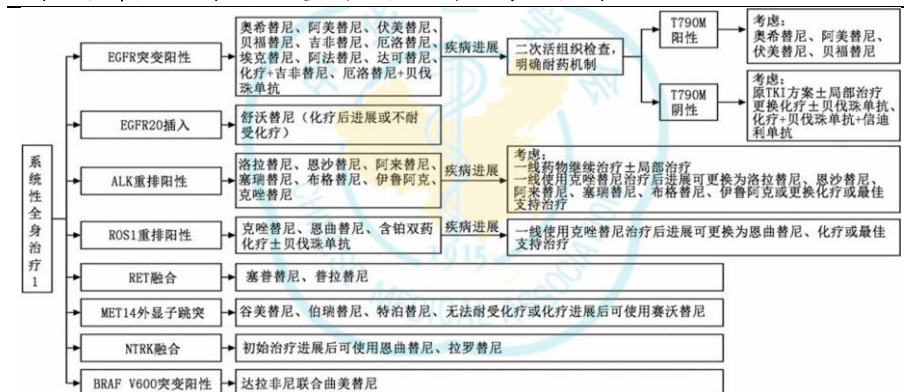 EGFR突变阳性
奥希替尼、阿美替尼、伏美替尼、
贝福替尼、吉非替尼、厄洛替尼、
埃克替尼、阿法替尼、达可替尼、
化疗+吉非替尼、厄洛替尼+贝伐
珠单抗
疾病进展
二次活组织检查,
明确耐药机制
T790M
阳性
考虑:
奥希替尼、阿美替尼、
伏美替尼、贝福替尼
T790M
阴性
考虑:
原TKI方案±局部治疗
更换化疗±贝伐珠单抗、
化疗+贝伐珠单抗+信迪
利单抗
EGFR20插入
舒沃替尼（化疗后进展或不耐
受化疗）
系
统
性
全
身
治
疗
1
ALK重排阳性
洛拉替尼、恩沙替尼、阿来替尼、
塞瑞替尼、布格替尼、伊鲁阿克、
克唑替尼
疾病进展
考虑:
一线药物继续治疗±局部治疗
一线使用克唑替尼治疗后进展可更换为洛拉替尼、恩沙替尼、
阿来替尼、塞瑞替尼、布格替尼、伊鲁阿克或更换化疗或最佳
支持治疗
ROS1重排阳性
克唑替尼、恩曲替尼、含铂双药
化疗±贝伐珠单抗
疾病进展
一线使用克唑替尼治疗后进展可更换为恩曲替尼、化疗或最佳
支持治疗
RET融合
塞普替尼、普拉替尼
MET14外显子跳突
谷美替尼、伯瑞替尼、特泊替尼、无法耐受化疗或化疗进展后可使用赛沃替尼
NTRK融合
初始治疗进展后可使用恩曲替尼、拉罗替尼
BRAF V600突变阳性
达拉非尼联合曲美替尼
1915